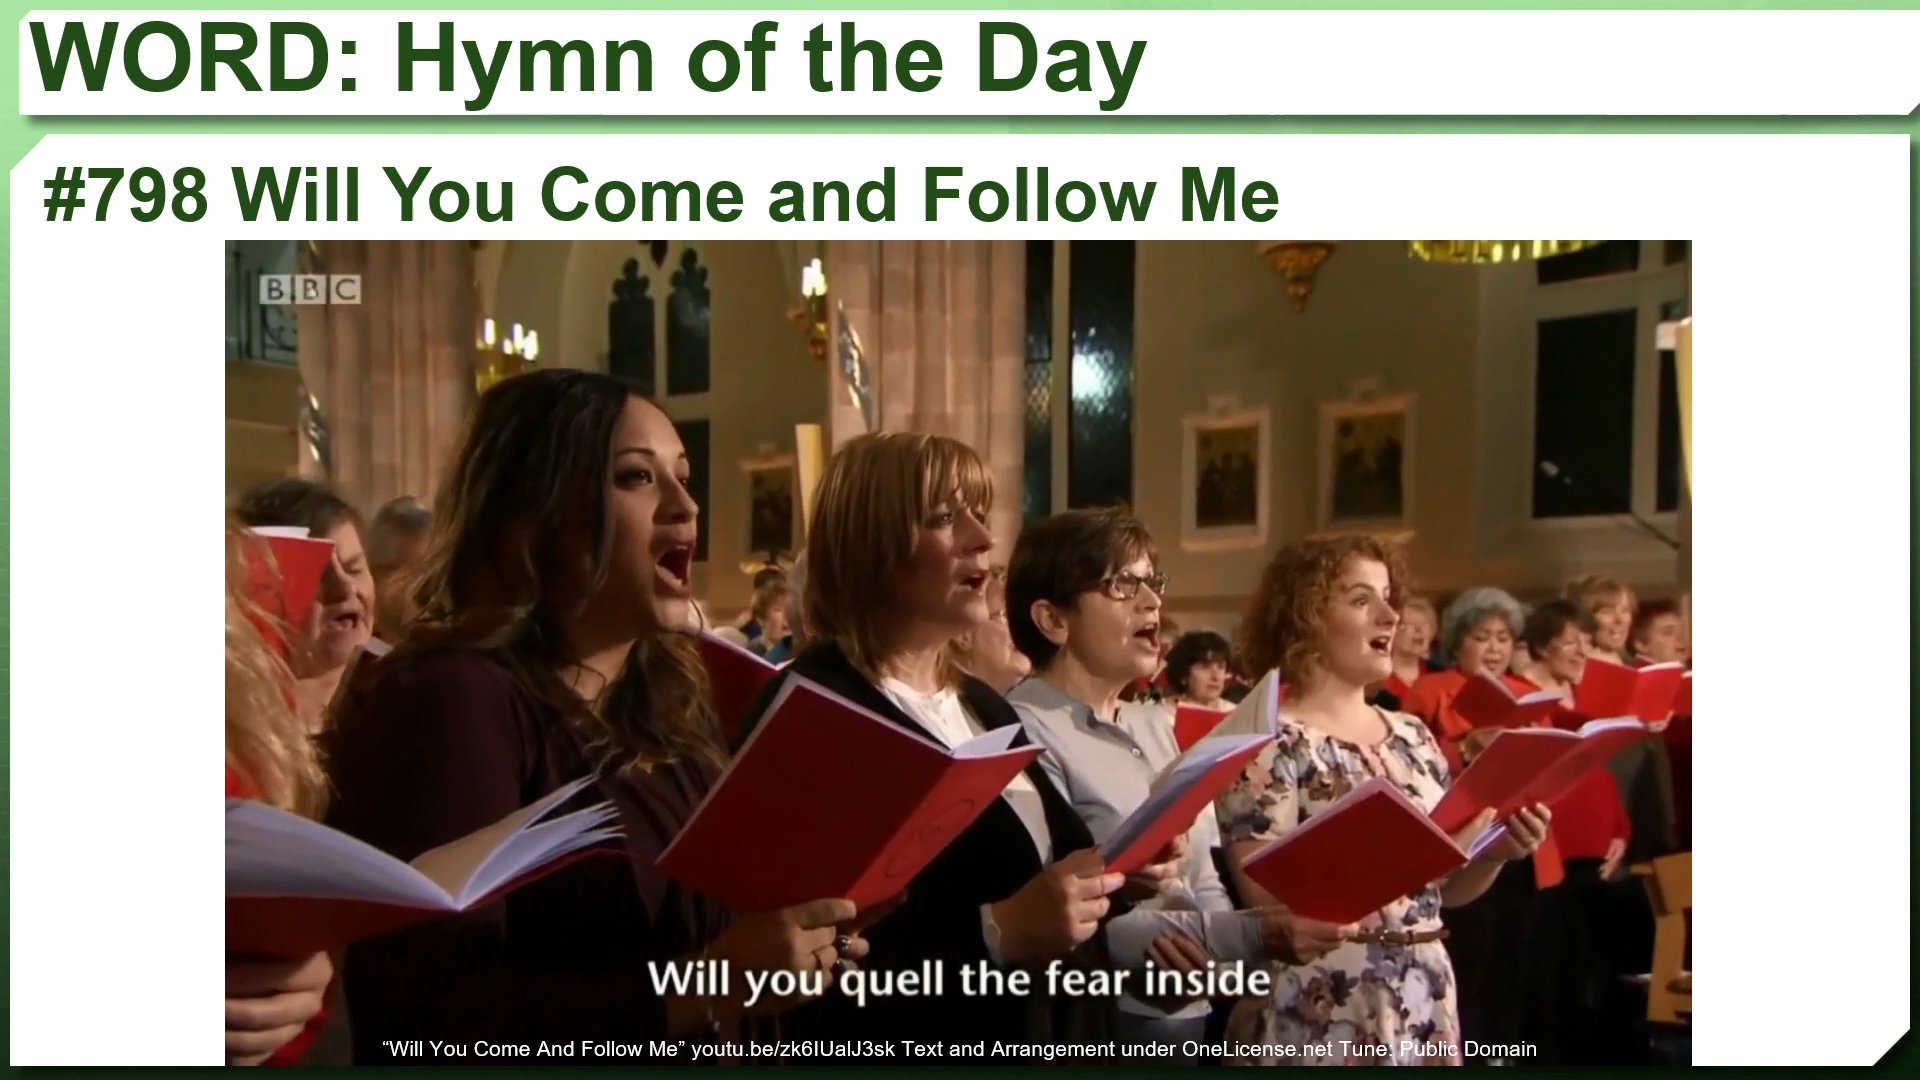 WORD: Hymn of the Day
#798 Will You Come and Follow Me
BBC
Will you quell the fear inside
“Will You Come And Follow Me” youtu.be/zk6IUalJ3sk Text and Arrangement under OneLicense.net Tune: Public Domain